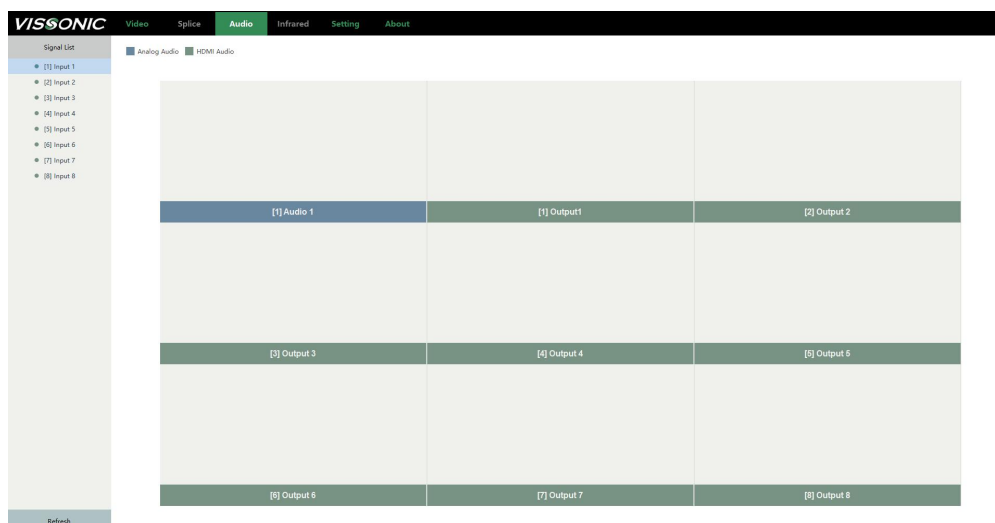 VISSONIC Video Splice Audio Infrared Setting About
Signal List
Analog Audio HDMI Audio
[1] Input 1
[2] Input 2
[3] Input 3
[4] Input 4
[5] Input 5
[6] Input 6
[7] Input 7
[8] Input 8
[1] Audio 1 [1] Output1 [2] Output 2
[3] Output 3 [4] Output 4 [5] Output 5
[6] Output 6 [7] Output 7 [8] Output 8
Refresh